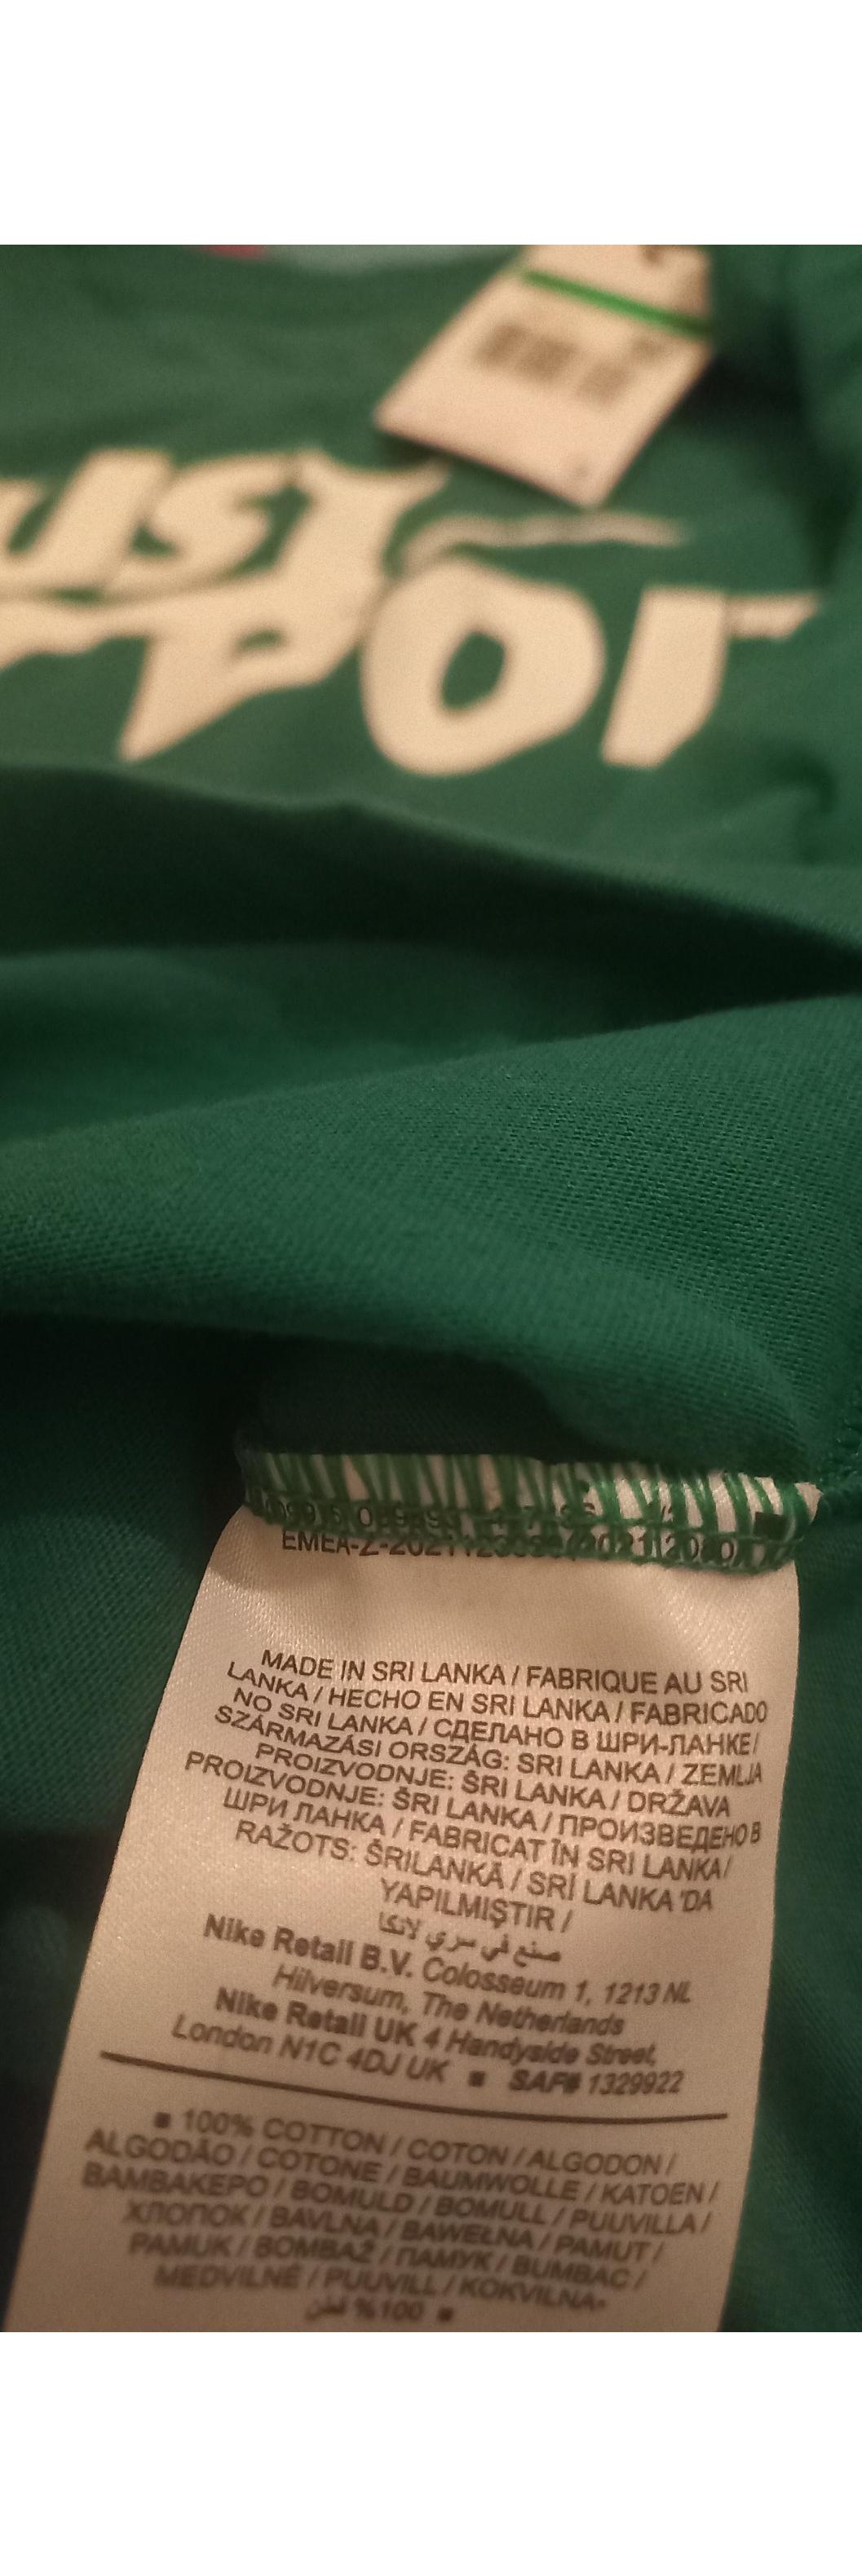 MADE IN SRI LANKA / FABRIQUE AU SRI
LANKA / HECHO EN SRI LANKA / FABRICADO
NO SRI LANKA / СДЕЛАНО В ШРИ-ЛАНКЕ /
SZÁRMAZÁSI ORSZÁG: SRI LANKA / ZEMLJA
PROIZVODNJE: ŠRI LANKA / DRŽAVA
PROIZVODNJE: ŠRI LANKA / ПРОИЗВЕДЕНО В
ШРИ ЛАНКА / FABRICAT ÎN SRI LANKA /
RAŽOTS: ŠRILANKĀ / SRİ LANKA 'DA
YAPILMIŞTIR /
صنع في سري لانكا
Nike Retail B.V. Colosseum 1, 1213 NL
Hilversum, The Netherlands
Nike Retail UK 4 Handyside Street,
London N1C 4DJ UK ■ SAF# 1329922
■ 100% COTTON / COTON / ALGODON /
ALGODÃO / COTONE / BAUMWOLLE / KATOEN /
ΒΑΜΒΑΚΕΡΟ / BOMULD / BOMULL / PUUVILLA /
ХЛОПОК / BAVLNA / BAWEŁNA / PAMUT /
PAMUK / BOMBAŽ / ПАМУК / BUMBAC /
MEDVILNĖ / PUUVILL / KOKVILNA
100% قطن ■